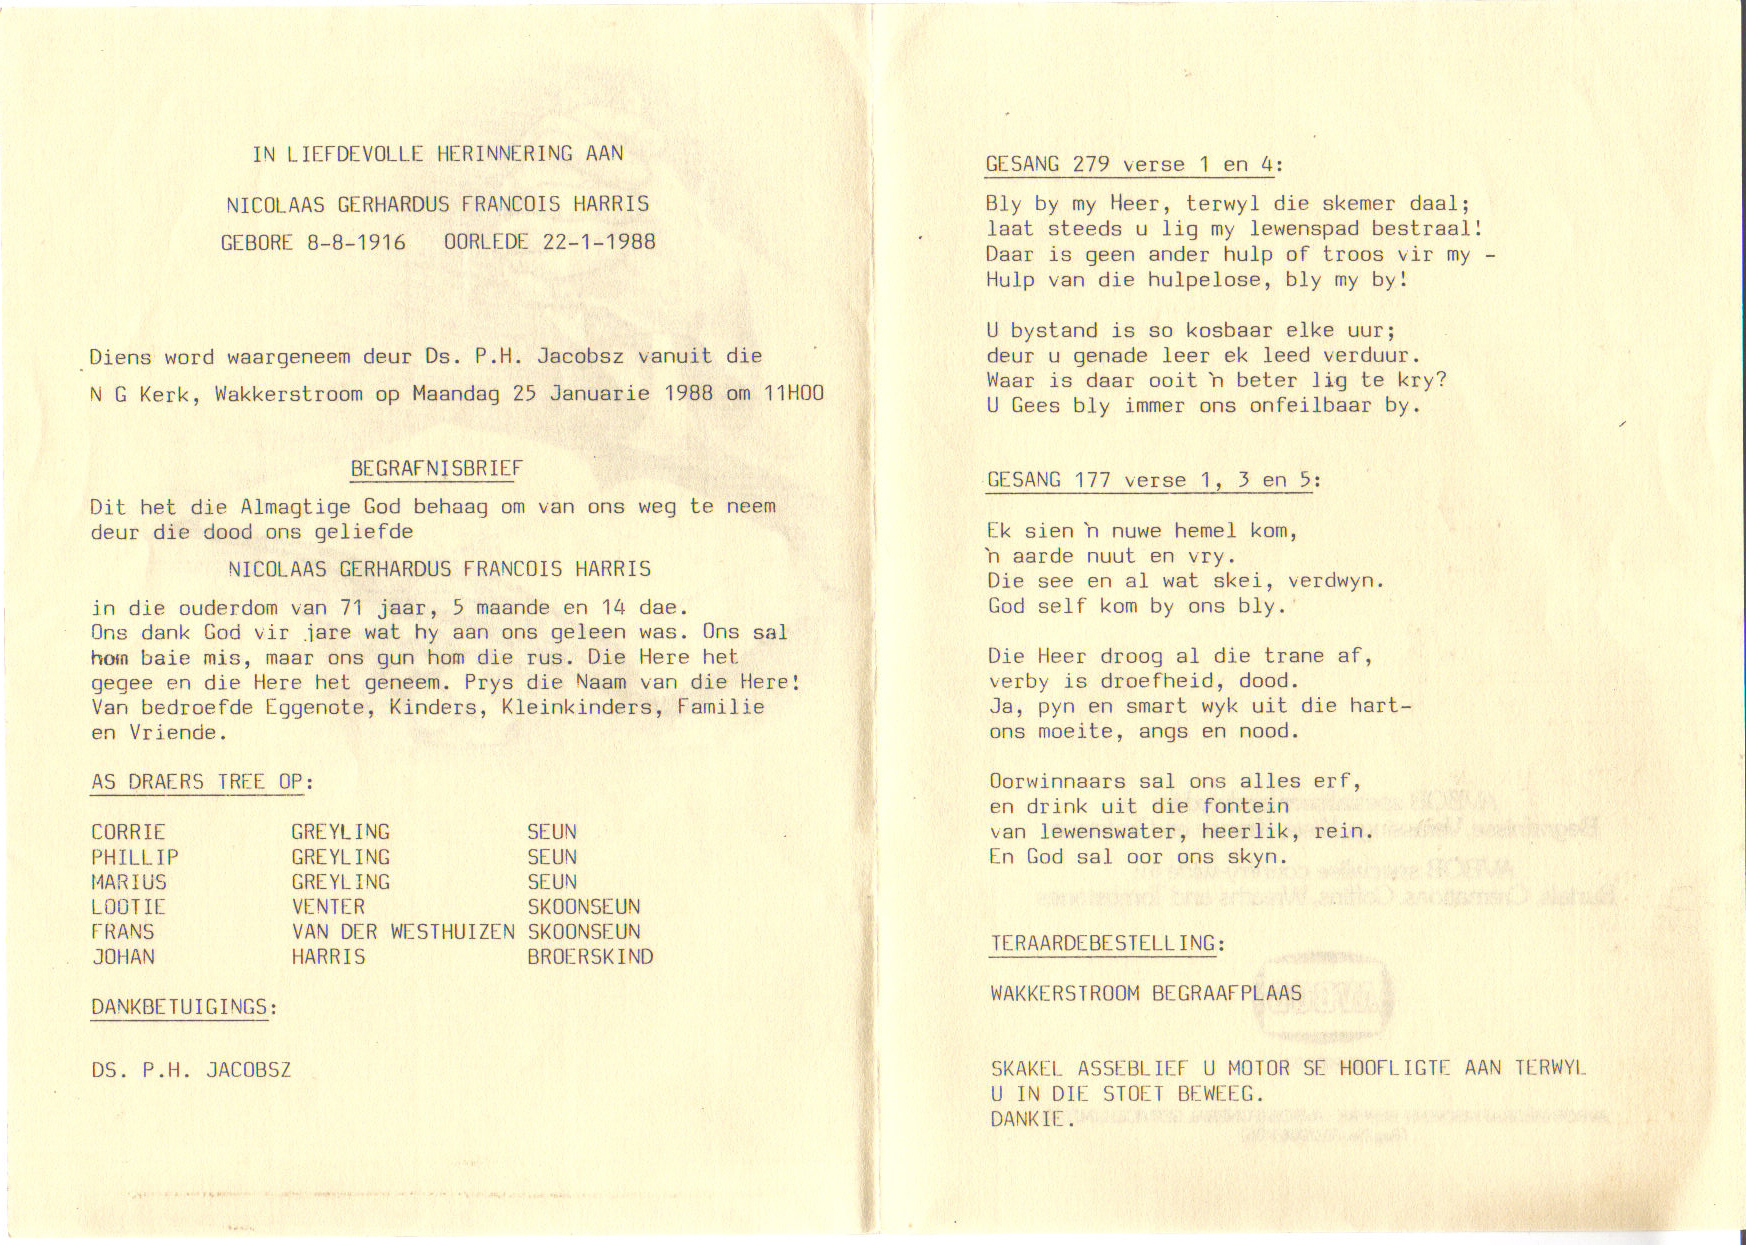 IN LIEFDEVOLLE HERINNERING AAN
NICOLAAS GERHARDUS FRANCOIS HARRIS
GEBORE 8-8-1916 OORLEDE 22-1-1988
Diens word waargeneem deur Ds. P.H. Jacobsz vanuit die
N G Kerk, Wakkerstroom op Maandag 25 Januarie 1988 om 11H00
BEGRAFNISBRIEF
Dit het die Almagtige God behaag om van ons weg te neem
deur die dood ons geliefde
NICOLAAS GERHARDUS FRANCOIS HARRIS
in die ouderdom van 71 jaar, 5 maande en 14 dae.
Ons dank God vir jare wat hy aan ons geleen was. Ons sal
hom baie mis, maar ons gun hom die rus. Die Here het
gegee en die Here het geneem. Prys die Naam van die Here!
Van bedroefde Eggenote, Kinders, Kleinkinders, Familie
en Vriende.
AS DRAERS TREE OP:
CORRIE GREYLING SEUN
PHILLIP GREYLING SEUN
MARIUS GREYLING SEUN
LOOTIE VENTER SKOONSEUN
FRANS VAN DER WESTHUIZEN SKOONSEUN
JOHAN HARRIS BROERSKIND
DANKBETUIGINGS:
DS. P.H. JACOBSZ
GESANG 279 verse 1 en 4:
Bly by my Heer, terwyl die skemer daal;
laat steeds u lig my lewenspad bestraal!
Daar is geen ander hulp of troos vir my -
Hulp van die hulpelose, bly my by!
U bystand is so kosbaar elke uur;
deur u genade leer ek leed verduur.
Waar is daar ooit 'n beter lig te kry?
U Gees bly immer ons onfeilbaar by.
GESANG 177 verse 1, 3 en 5:
Ek sien 'n nuwe hemel kom,
'n aarde nuut en vry.
Die see en al wat skei, verdwyn.
God self kom by ons bly.
Die Heer droog al die trane af,
verby is droefheid, dood.
Ja, pyn en smart wyk uit die hart-
ons moeite, angs en nood.
Oorwinnaars sal ons alles erf,
en drink uit die fontein
van lewenswater, heerlik, rein.
En God sal oor ons skyn.
TERAARDEBESTELLING:
WAKKERSTROOM BEGRAAFPLAAS
SKAKEL ASSEBLIEF U MOTOR SE HOOFLIGTE AAN TERWYL
U IN DIE STOET BEWEEG.
DANKIE.